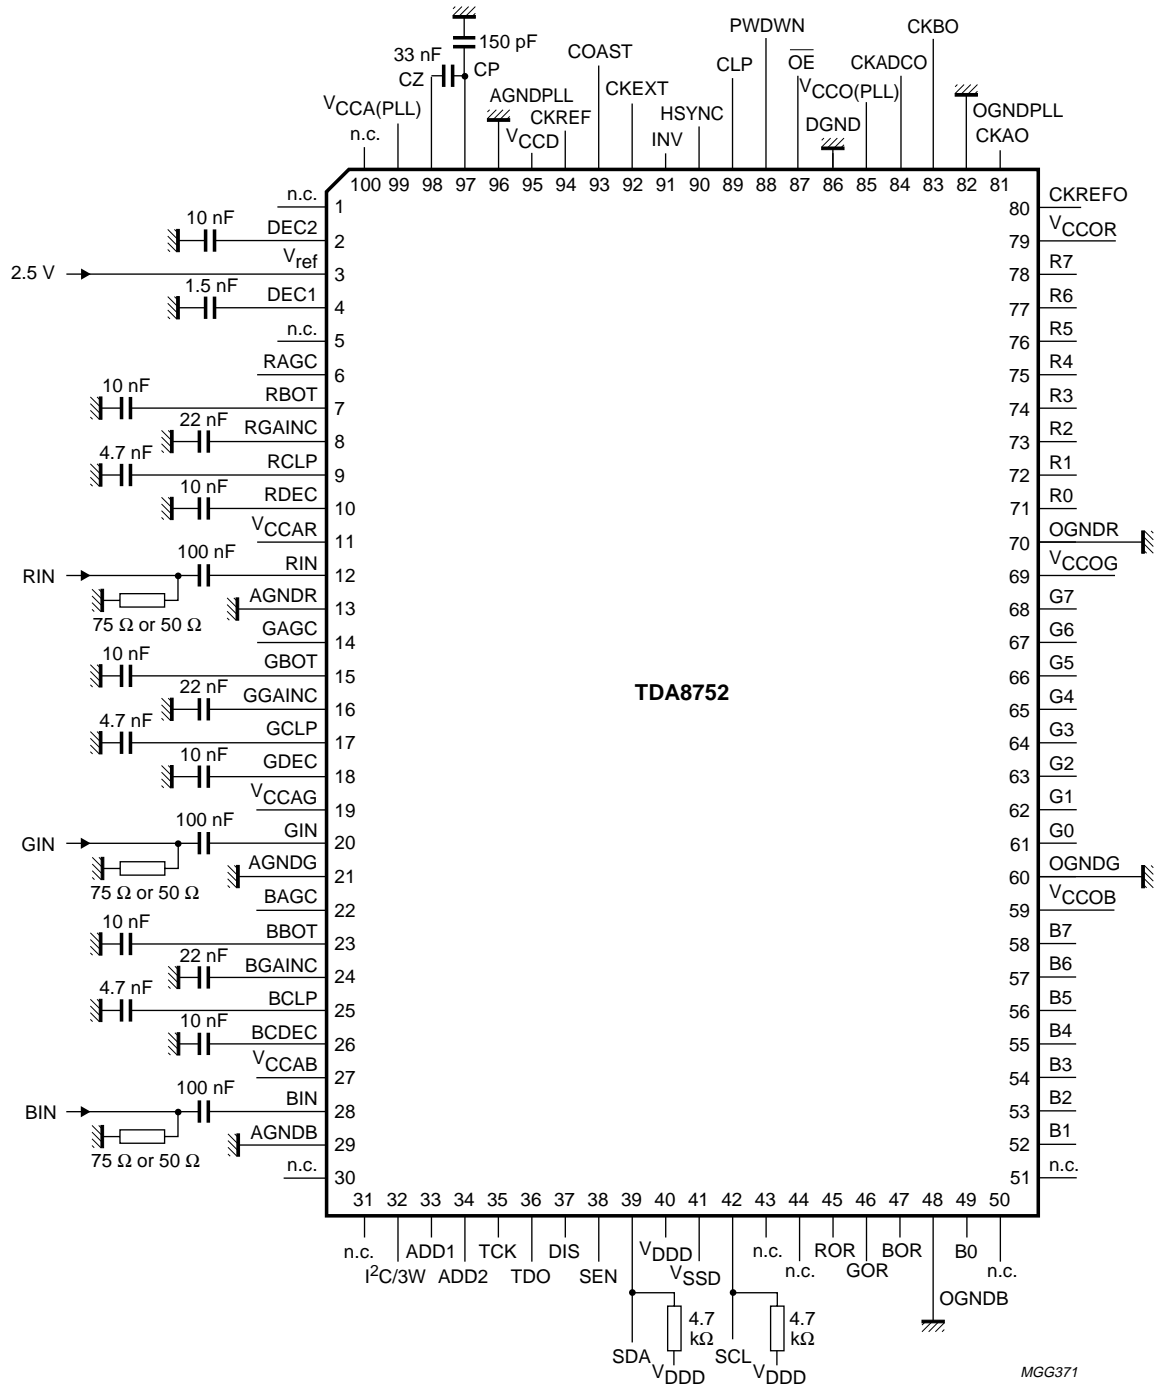 150 pF
33 nF
CZ
CP
VCCA(PLL)
n.c.
AGNDPLL
VCCD
CKREF
COAST
CKEXT
INV
HSYNC
CLP
PWDWN
OE
VCCO(PLL)
DGND
CKADCO
CKBO
OGNDPLL
CKAO
100 99 98 97 96 95 94 93 92 91 90 89 88 87 86 85 84 83 82 81
n.c. 1
10 nF DEC2 2
2.5 V Vref 3
1.5 nF DEC1 4
n.c. 5
RAGC 6
10 nF RBOT 7
22 nF RGAINC 8
4.7 nF RCLP 9
10 nF RDEC 10
VCCAR 11
RIN 100 nF RIN 12
75 Ω or 50 Ω AGNDR 13
GAGC 14
10 nF GBOT 15
22 nF GGAINC 16
4.7 nF GCLP 17
10 nF GDEC 18
VCCAG 19
GIN 100 nF GIN 20
75 Ω or 50 Ω AGNDG 21
BAGC 22
10 nF BBOT 23
22 nF BGAINC 24
4.7 nF BCLP 25
10 nF BCDEC 26
VCCAB 27
BIN 100 nF BIN 28
75 Ω or 50 Ω AGNDB 29
n.c. 30
TDA8752
80 CKREFO
79 VCCOR
78 R7
77 R6
76 R5
75 R4
74 R3
73 R2
72 R1
71 R0
70 OGNDR
69 VCCOG
68 G7
67 G6
66 G5
65 G4
64 G3
63 G2
62 G1
61 G0
60 OGNDG
59 VCCOB
58 B7
57 B6
56 B5
55 B4
54 B3
53 B2
52 B1
51 n.c.
31 32 33 34 35 36 37 38 39 40 41 42 43 44 45 46 47 48 49 50
n.c.
I²C/3W
ADD1
ADD2
TCK
TDO
DIS
SEN
VDDD
VSSD
n.c.
n.c.
ROR
GOR
BOR
B0
n.c.
OGNDB
4.7 kΩ
SDA
VDDD
4.7 kΩ
SCL
VDDD
MGG371